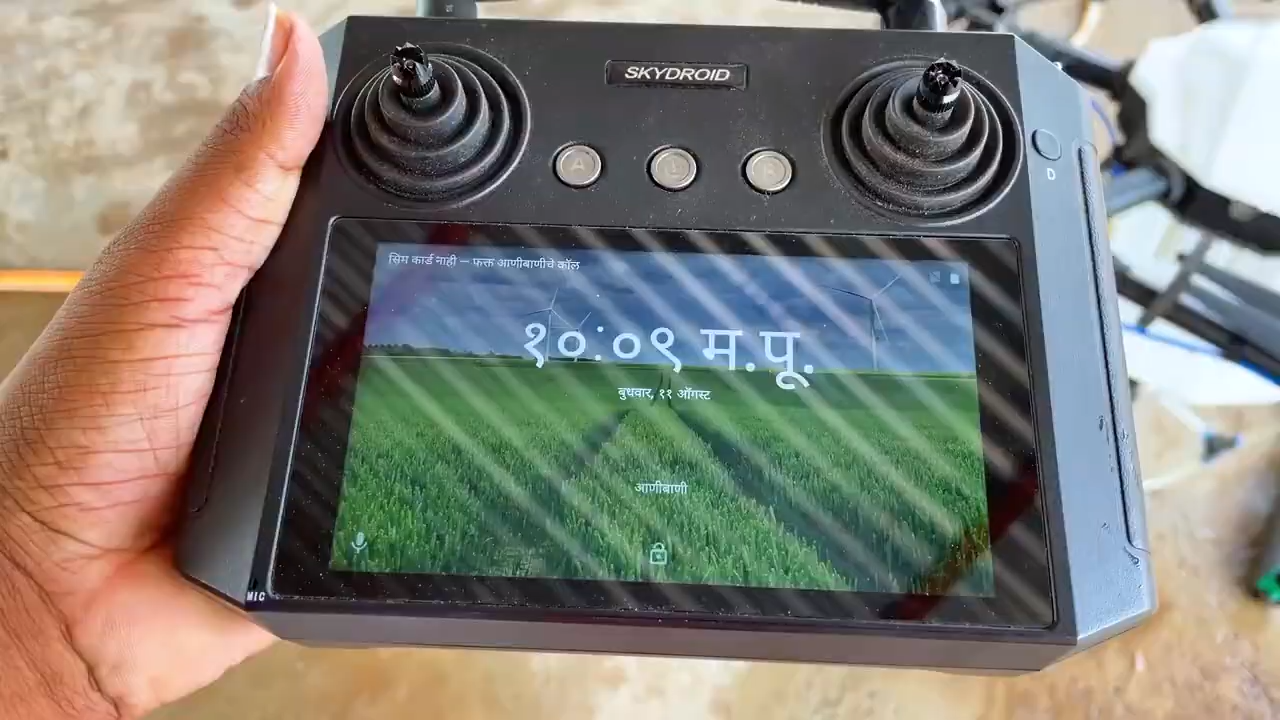 SKYDROID
A
D
सिम कार्ड नाही — फक्त आणीबाणीचे कॉल
१०:०९ म.पू.
बुधवार, ११ ऑगस्ट
आणीबाणी
MIC